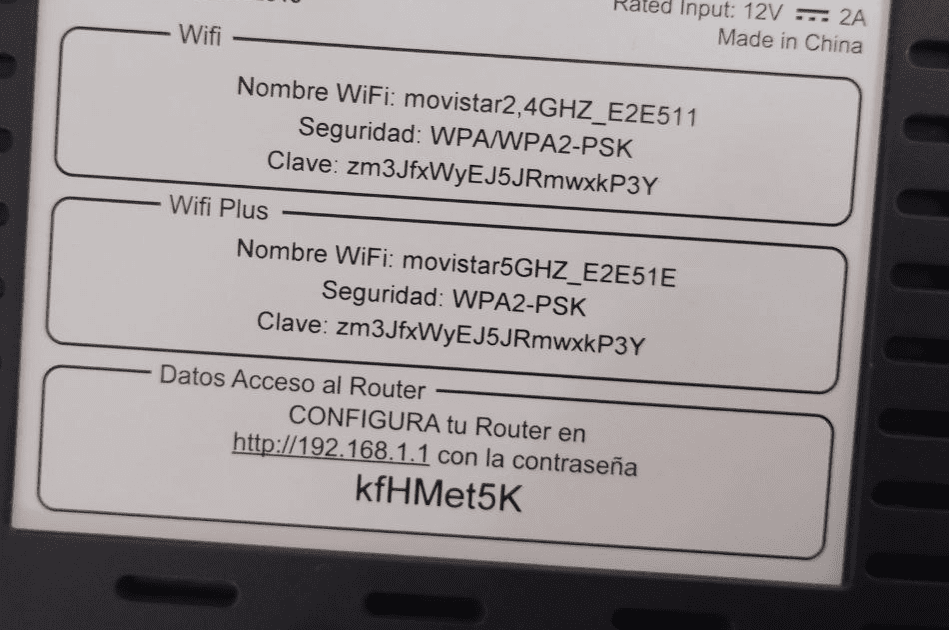 Rated Input: 12V ⎓ 2A
Made in China
Wifi
Nombre WiFi: movistar2,4GHZ_E2E511
Seguridad: WPA/WPA2-PSK
Clave: zm3JfxWyEJ5JRmwxkP3Y
Wifi Plus
Nombre WiFi: movistar5GHZ_E2E51E
Seguridad: WPA2-PSK
Clave: zm3JfxWyEJ5JRmwxkP3Y
Datos Acceso al Router
CONFIGURA tu Router en
http://192.168.1.1 con la contraseña
kfHMet5K